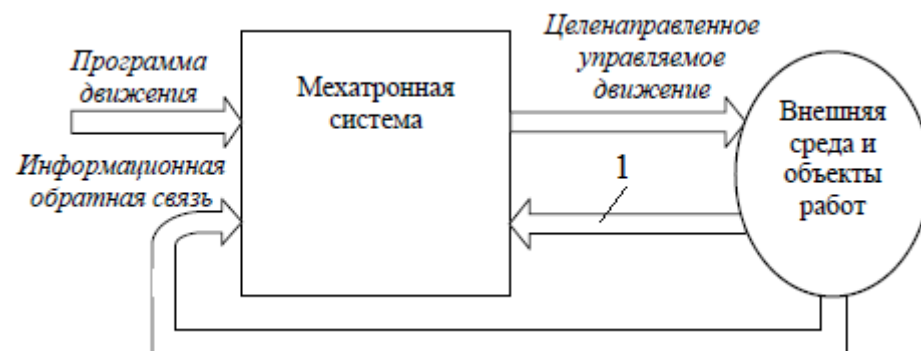 Программа
движения
Информационная
обратная связь
Мехатронная
система
Целенаправленное
управляемое
движение
1
Внешняя
среда и
объекты
работ